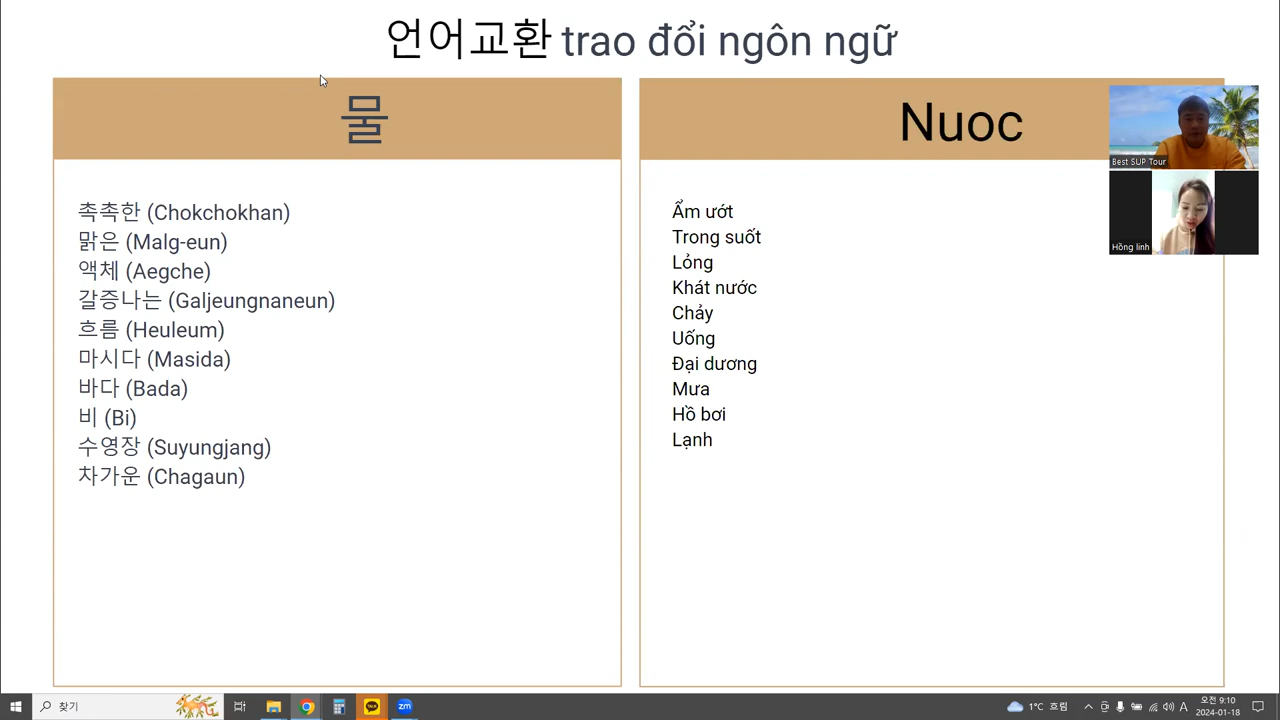 언어교환 trao đổi ngôn ngữ
물
촉촉한 (Chokchokhan)
맑은 (Malg-eun)
액체 (Aegche)
갈증나는 (Galjeungnaneun)
흐름 (Heuleum)
마시다 (Masida)
바다 (Bada)
비 (Bi)
수영장 (Suyungjang)
차가운 (Chagaun)
Nuoc
Ẩm ướt
Trong suốt
Lỏng
Khát nước
Chảy
Uống
Đại dương
Mưa
Hồ bơi
Lạnh
Best SUP Tour
Hồng linh
찾기
TALK
zm
1°C 흐림
A
오전 9:10
2024-01-18